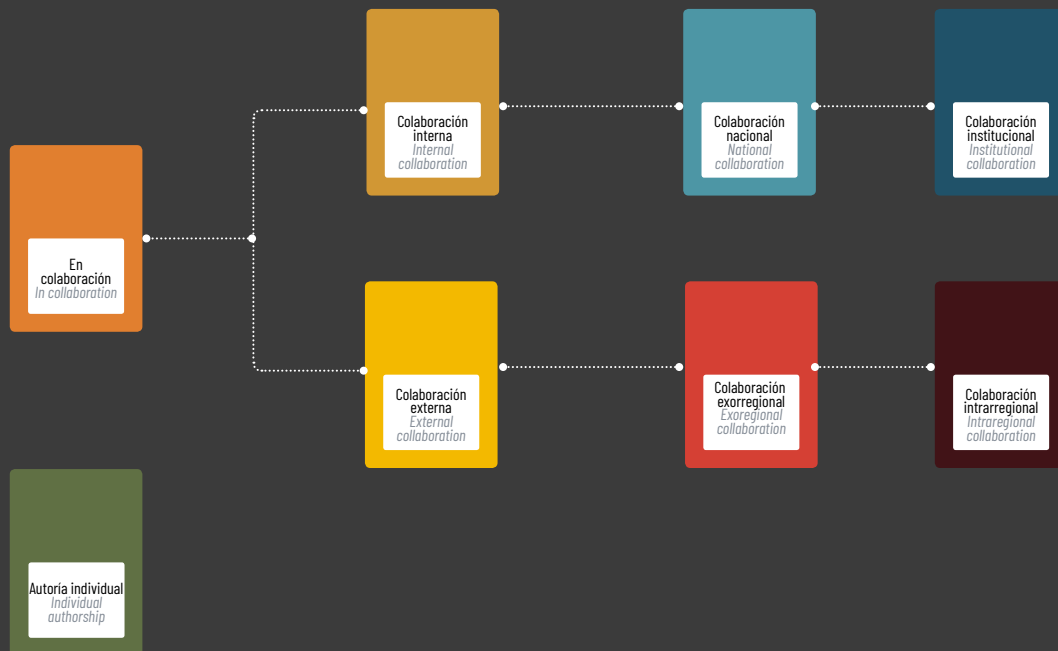 Colaboración
interna
Internal
collaboration
Colaboración
nacional
National
collaboration
Colaboración
institucional
Institutional
collaboration
En
colaboración
In collaboration
Colaboración
externa
External
collaboration
Colaboración
exorregional
Exoregional
collaboration
Colaboración
intrarregional
Intraregional
collaboration
Autoría individual
Individual
authorship